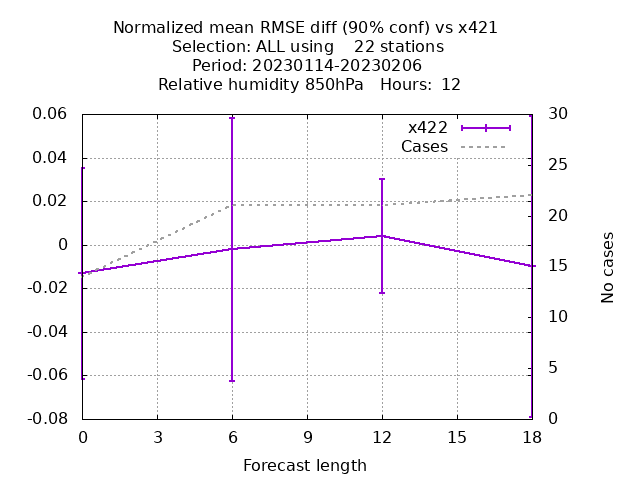 Normalized mean RMSE diff (90% conf) vs x421
Selection: ALL using    22 stations
Period: 20230114-20230206
Relative humidity 850hPa   Hours:  12
0.06
0.04
0.02
0
-0.02
-0.04
-0.06
-0.08
x422
Cases
30
25
20
15
10
5
0
No cases
0 3 6 9 12 15 18
Forecast length